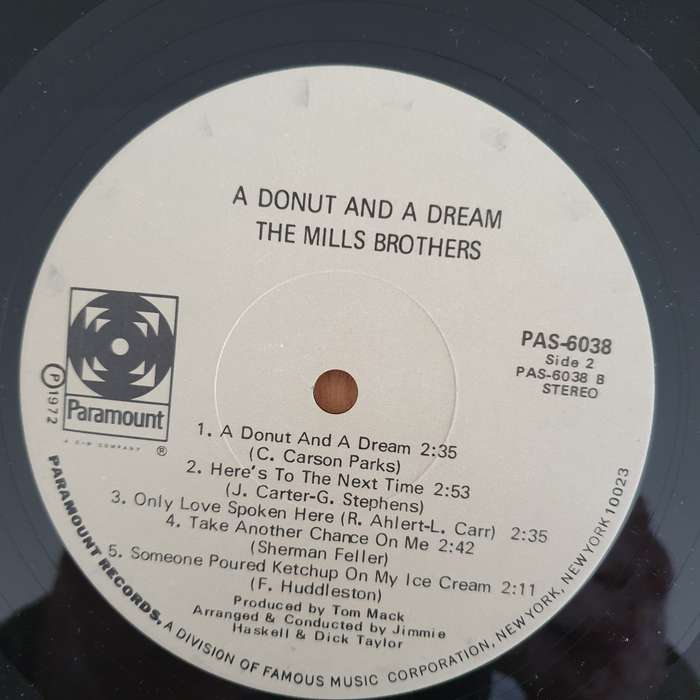 A DONUT AND A DREAM
THE MILLS BROTHERS
PAS-6038
Side 2
PAS-6038 B
STEREO
Paramount
®
A G+W COMPANY
Ⓟ1972
1. A Donut And A Dream 2:35
(C. Carson Parks)
2. Here's To The Next Time 2:53
(J. Carter-G. Stephens)
3. Only Love Spoken Here (R. Ahlert-L. Carr) 2:35
4. Take Another Chance On Me 2:42
(Sherman Feller)
5. Someone Poured Ketchup On My Ice Cream 2:11
(F. Huddleston)
Produced by Tom Mack
Arranged & Conducted by Jimmie
Haskell & Dick Taylor
PARAMOUNT RECORDS, A DIVISION OF FAMOUS MUSIC CORPORATION, NEW YORK, NEW YORK 10023